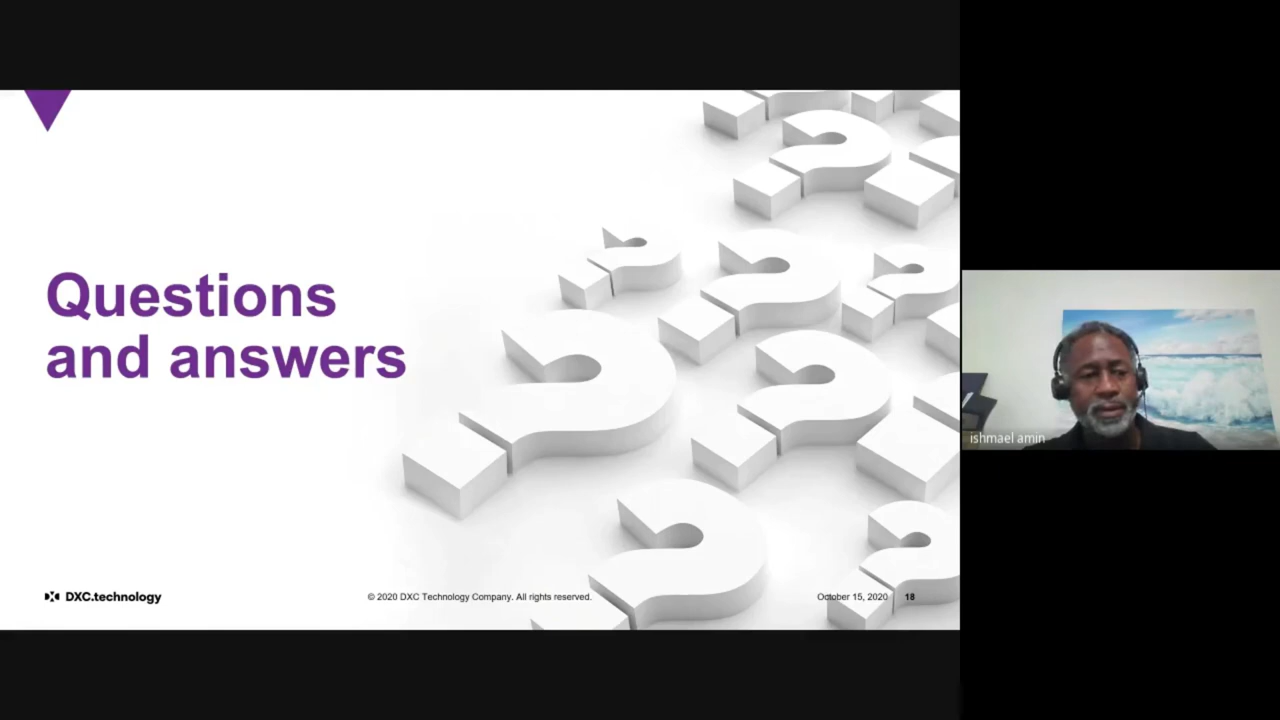 Questions
and answers
DXC.technology
© 2020 DXC Technology Company. All rights reserved.
October 15, 2020
18
ishmael amin